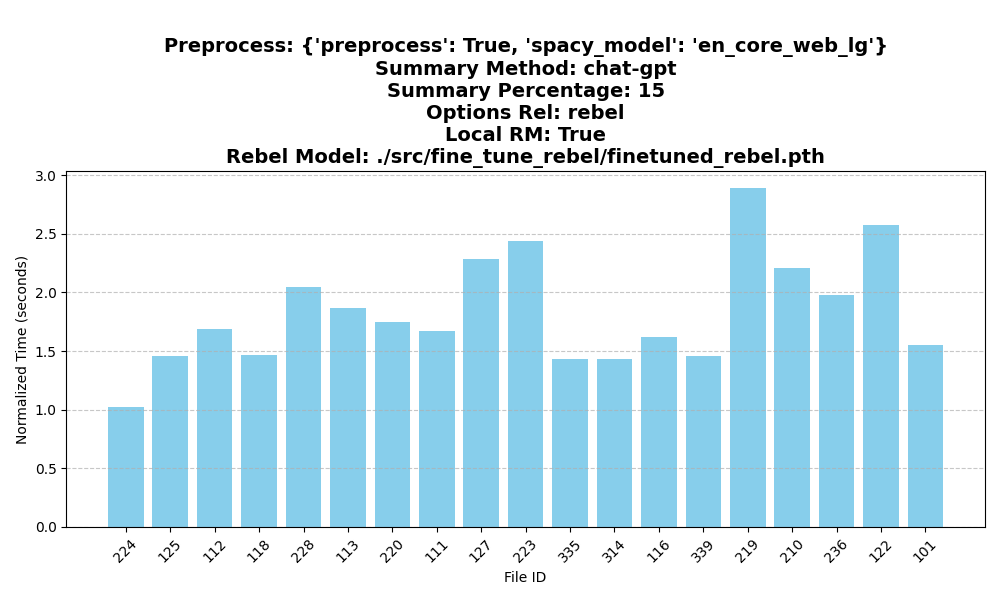 Preprocess: {'preprocess': True, 'spacy_model': 'en_core_web_lg'}
Summary Method: chat-gpt
Summary Percentage: 15
Options Rel: rebel
Local RM: True
Rebel Model: ./src/fine_tune_rebel/finetuned_rebel.pth
3.0
2.5
2.0
1.5
1.0
0.5
0.0
Normalized Time (seconds)
224 125 112 118 228 113 220 111 127 223 335 314 116 339 219 210 236 122 101
File ID